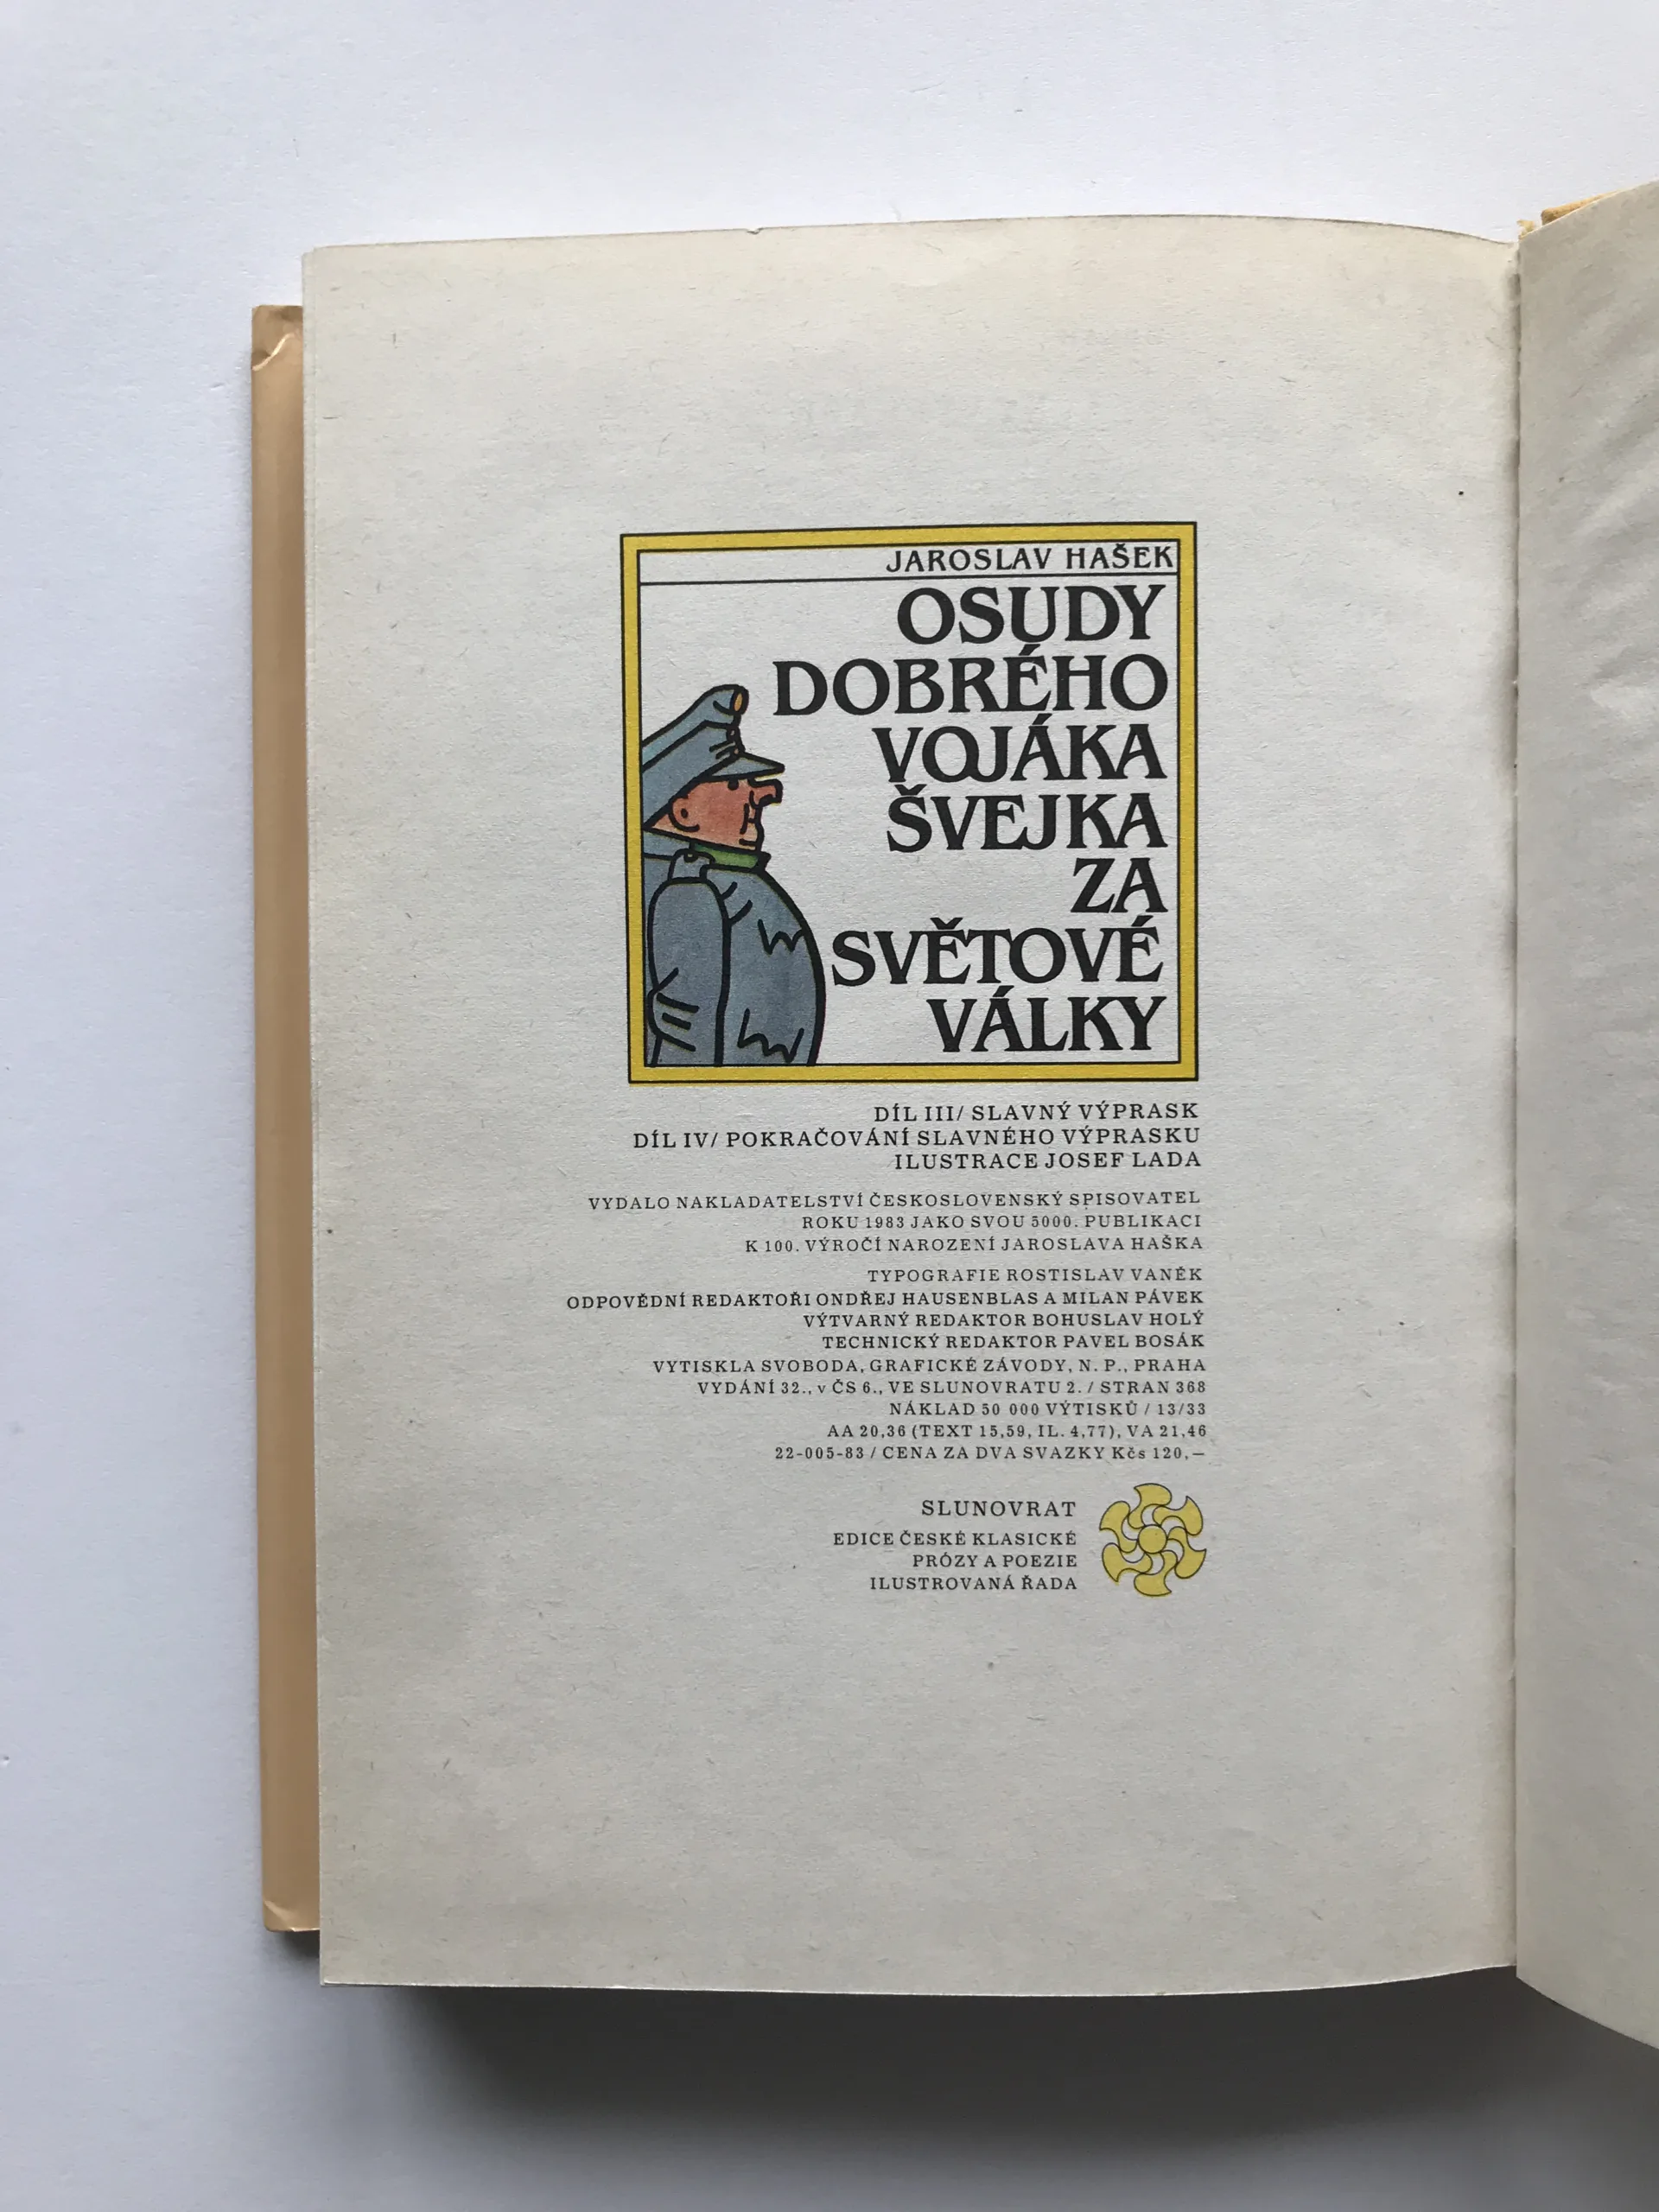 JAROSLAV HAŠEK
OSUDY
DOBRÉHO
VOJÁKA
ŠVEJKA
ZA
SVĚTOVÉ
VÁLKY
DÍL III/ SLAVNÝ VÝPRASK
DÍL IV/ POKRAČOVÁNÍ SLAVNÉHO VÝPRASKU
ILUSTRACE JOSEF LADA
VYDALO NAKLADATELSTVÍ ČESKOSLOVENSKÝ SPISOVATEL
ROKU 1983 JAKO SVOU 5000. PUBLIKACI
K 100. VÝROČÍ NAROZENÍ JAROSLAVA HAŠKA
TYPOGRAFIE ROSTISLAV VANĚK
ODPOVĚDNÍ REDAKTOŘI ONDŘEJ HAUSENBLAS A MILAN PÁVEK
VÝTVARNÝ REDAKTOR BOHUSLAV HOLÝ
TECHNICKÝ REDAKTOR PAVEL BOSÁK
VYTISKLA SVOBODA, GRAFICKÉ ZÁVODY, N. P., PRAHA
VYDÁNÍ 32., v ČS 6., VE SLUNOVRATU 2. / STRAN 368
NÁKLAD 50 000 VÝTISKŮ / 13/33
AA 20,36 (TEXT 15,59, IL. 4,77), VA 21,46
22-005-83 / CENA ZA DVA SVAZKY Kčs 120,—
SLUNOVRAT
EDICE ČESKÉ KLASICKÉ
PRÓZY A POEZIE
ILUSTROVANÁ ŘADA